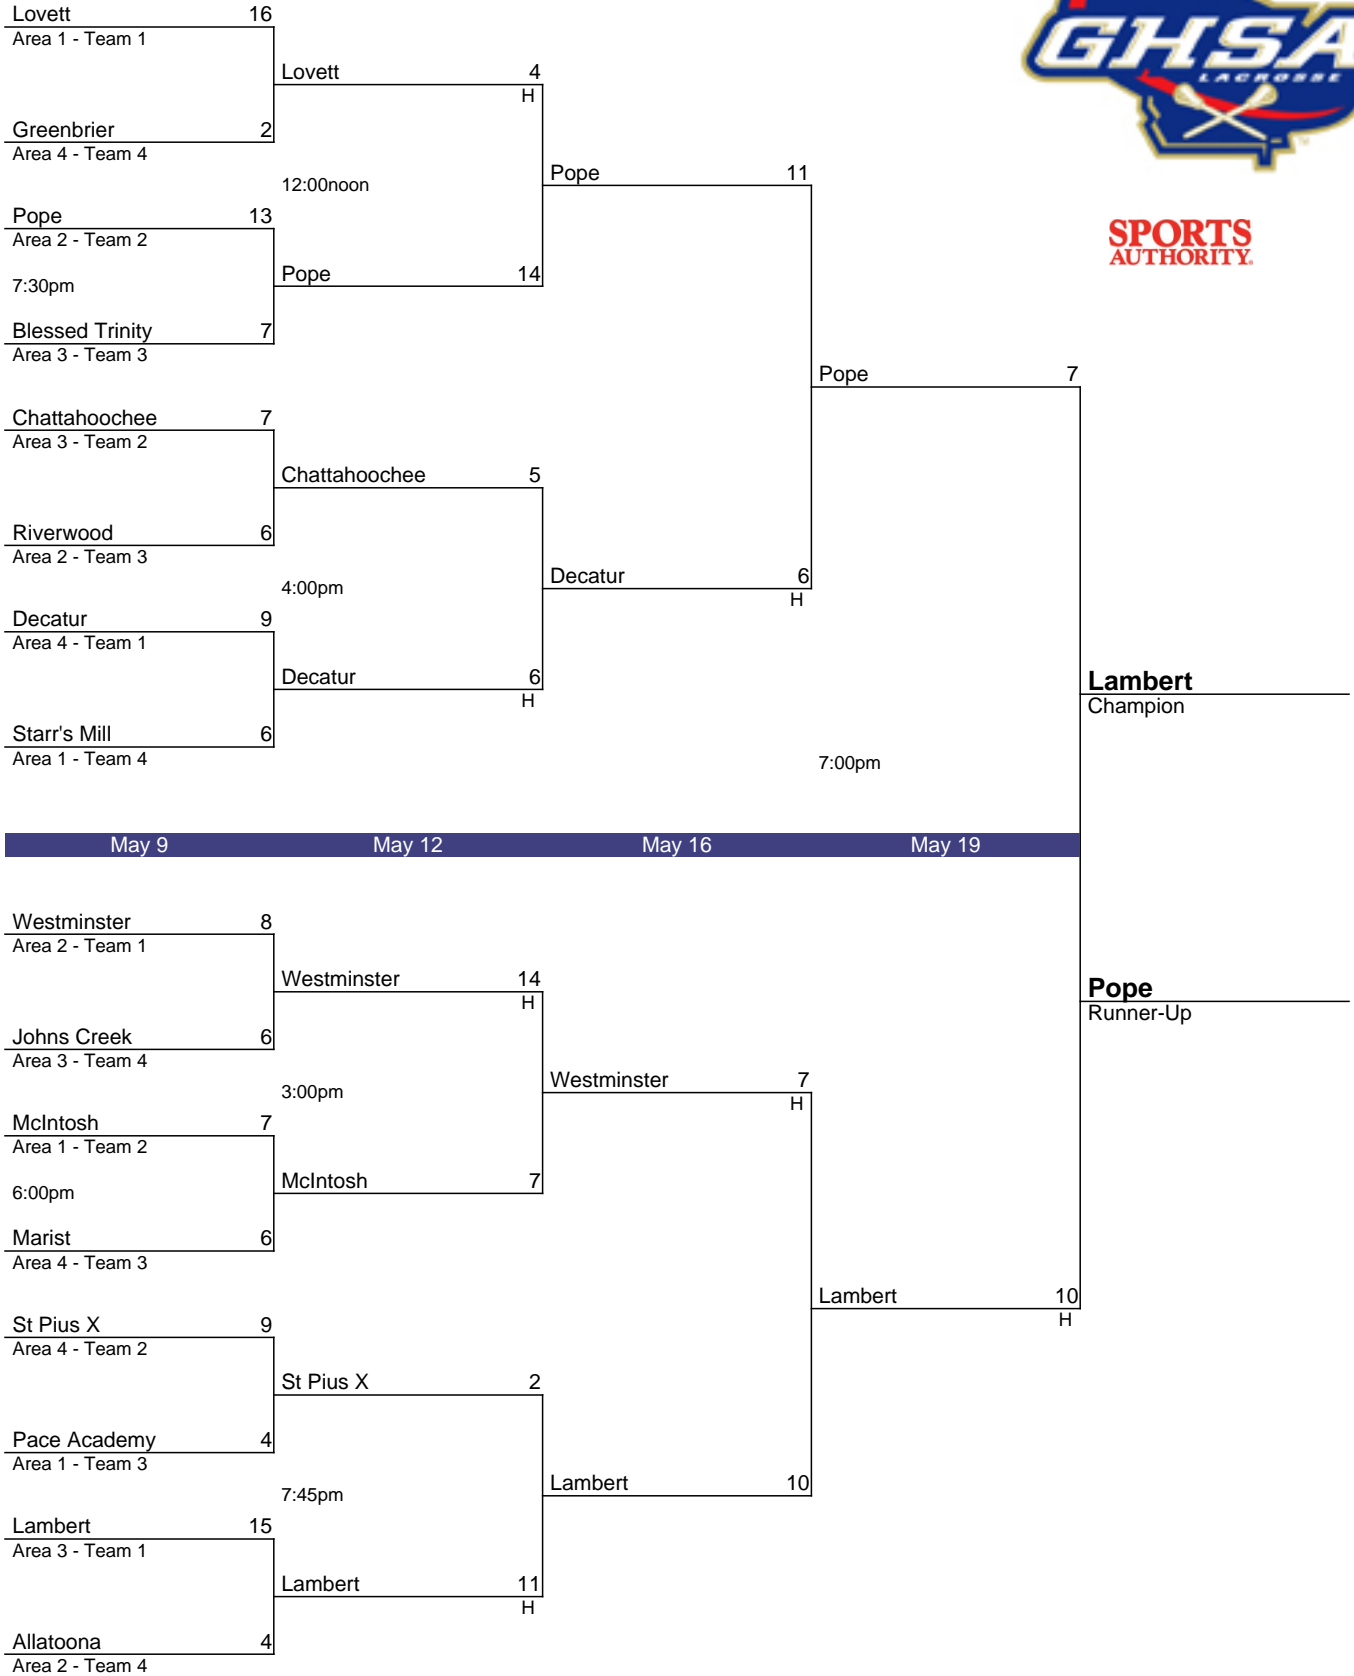 GHSA
LACROSSE
SPORTS
AUTHORITY.
Lovett 16
Area 1 - Team 1
Lovett 4
H
Greenbrier 2
Area 4 - Team 4
12:00noon
Pope 11
Pope 13
Area 2 - Team 2
7:30pm
Pope 14
Blessed Trinity 7
Area 3 - Team 3
Pope 7
Chattahoochee 7
Area 3 - Team 2
Chattahoochee 5
Riverwood 6
Area 2 - Team 3
4:00pm
Decatur 6
H
Decatur 9
Area 4 - Team 1
Decatur 6
H
Starr's Mill 6
Area 1 - Team 4
7:00pm
Lambert
Champion
May 9 May 12 May 16 May 19
Westminster 8
Area 2 - Team 1
Westminster 14
H
Johns Creek 6
Area 3 - Team 4
3:00pm
Westminster 7
H
McIntosh 7
Area 1 - Team 2
6:00pm
McIntosh 7
Marist 6
Area 4 - Team 3
Pope
Runner-Up
Lambert 10
H
St Pius X 9
Area 4 - Team 2
St Pius X 2
Pace Academy 4
Area 1 - Team 3
7:45pm
Lambert 10
Lambert 15
Area 3 - Team 1
Lambert 11
H
Allatoona 4
Area 2 - Team 4